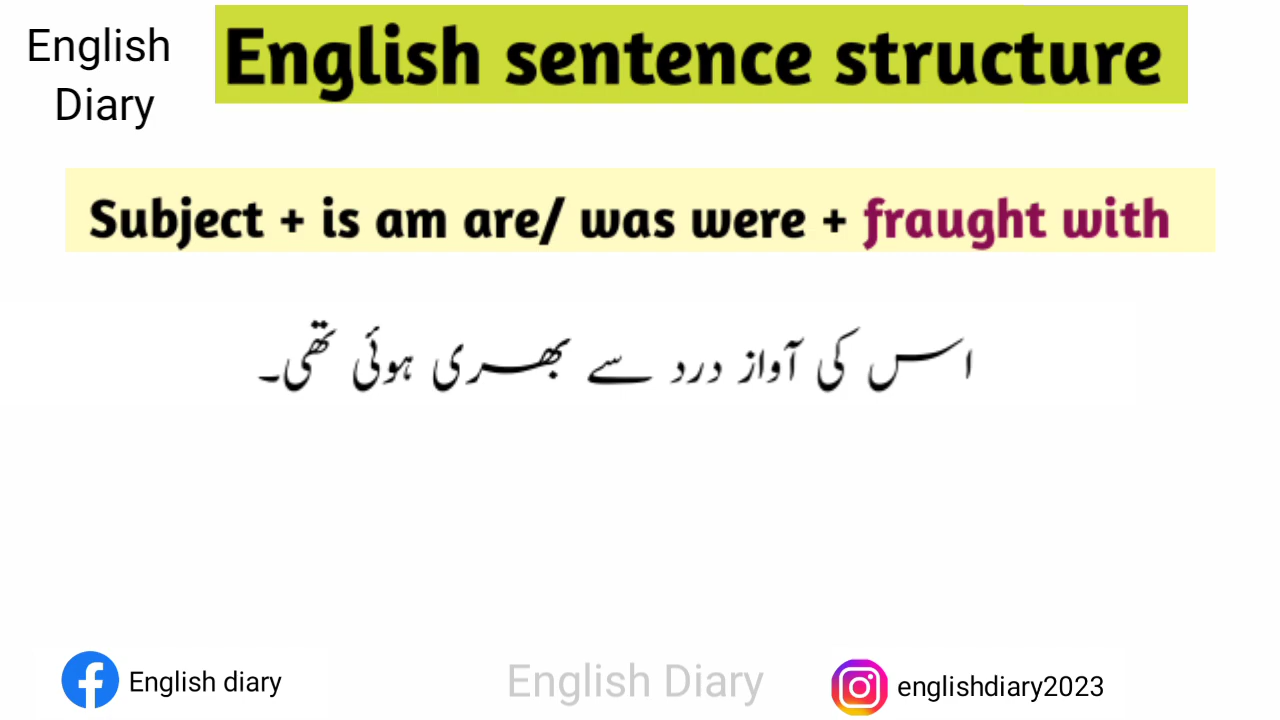 English
Diary
English sentence structure
Subject + is am are/ was were + fraught with
اس کی آواز درد سے بھری ہوئی تھی۔
English diary
English Diary
englishdiary2023